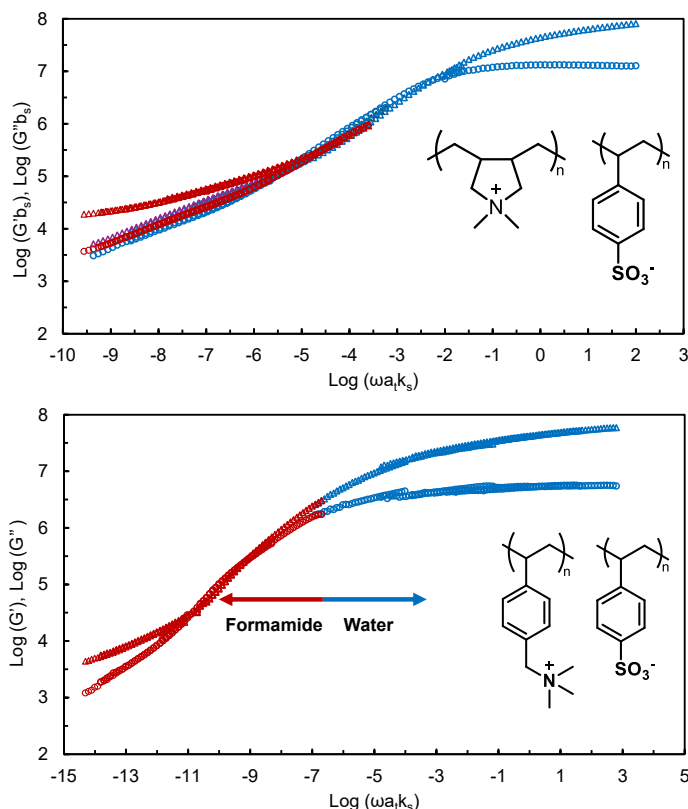 Log (G'bₛ), Log (G''bₛ)
8
7
6
5
4
3
2
-10 -9 -8 -7 -6 -5 -4 -3 -2 -1 0 1 2 3
Log (ωaₜkₛ)
n
+
N
n
SO₃⁻
Log (G'), Log (G'')
8
7
6
5
4
3
2
-15 -13 -11 -9 -7 -5 -3 -1 1 3 5
Log (ωaₜkₛ)
Formamide Water
n
+
N
n
SO₃⁻